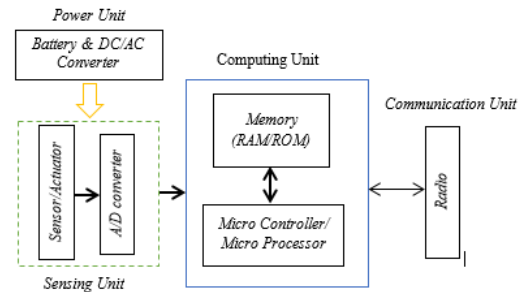 Power Unit
Battery & DC/AC
Converter
Computing Unit
Communication Unit
Memory
(RAM/ROM)
Sensor/Actuator
A/D converter
Micro Controller/
Micro Processor
Radio
Sensing Unit